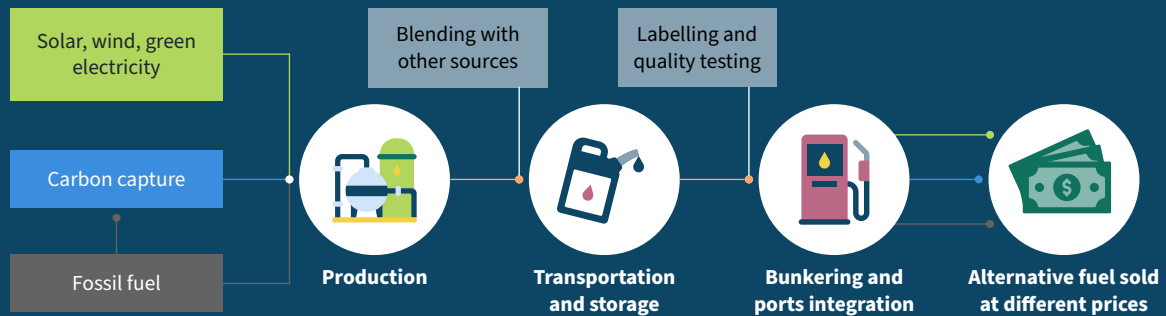 Solar, wind, green
electricity
Blending with
other sources
Labelling and
quality testing
Carbon capture
Fossil fuel
$
Production
Transportation
and storage
Bunkering and
ports integration
Alternative fuel sold
at different prices